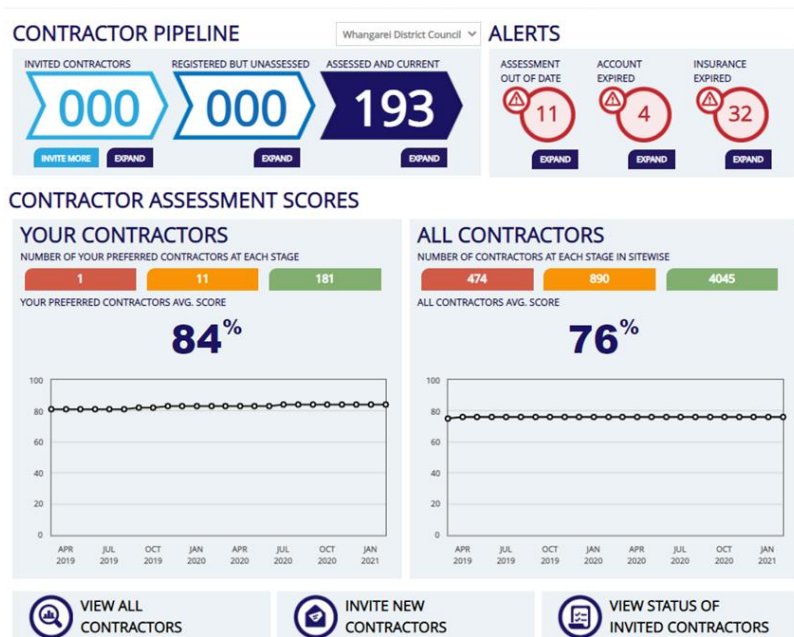 CONTRACTOR PIPELINE
Whangarei District Council
ALERTS
INVITED CONTRACTORS
REGISTERED BUT UNASSESSED
ASSESSED AND CURRENT
ASSESSMENT
OUT OF DATE
ACCOUNT
EXPIRED
INSURANCE
EXPIRED
000
000
193
11
4
32
INVITE MORE
EXPAND
EXPAND
EXPAND
EXPAND
EXPAND
EXPAND
CONTRACTOR ASSESSMENT SCORES
YOUR CONTRACTORS
NUMBER OF YOUR PREFERRED CONTRACTORS AT EACH STAGE
1 11 181
YOUR PREFERRED CONTRACTORS AVG. SCORE
84%
100
80
60
40
20
0
APR 2019
JUL 2019
OCT 2019
JAN 2020
APR 2020
JUL 2020
OCT 2020
JAN 2021
ALL CONTRACTORS
NUMBER OF CONTRACTORS AT EACH STAGE IN SITEWISE
474 890 4045
ALL CONTRACTORS AVG. SCORE
76%
100
80
60
40
20
0
APR 2019
JUL 2019
OCT 2019
JAN 2020
APR 2020
JUL 2020
OCT 2020
JAN 2021
VIEW ALL
CONTRACTORS
INVITE NEW
CONTRACTORS
VIEW STATUS OF
INVITED CONTRACTORS